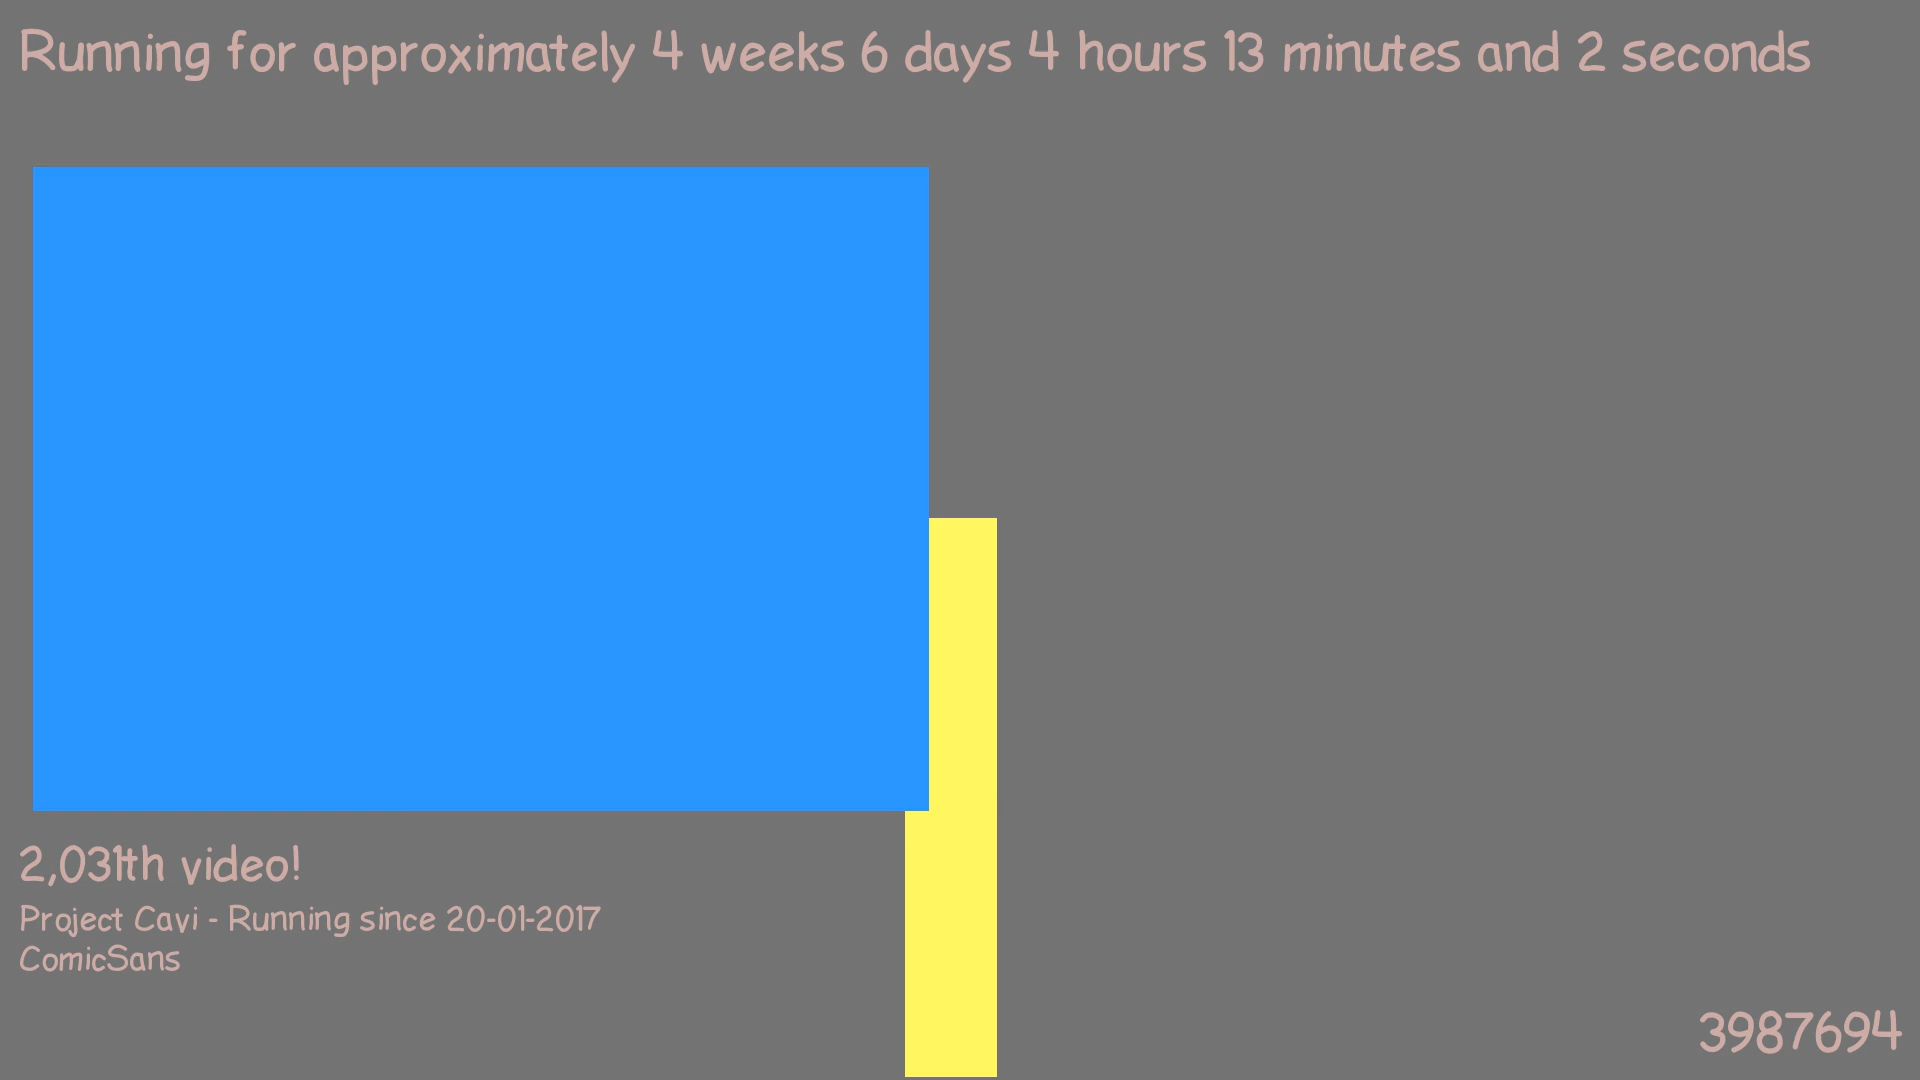 Running for approximately 4 weeks 6 days 4 hours 13 minutes and 2 seconds
2,031th video!
Project Cavi - Running since 20-01-2017
ComicSans
3987694